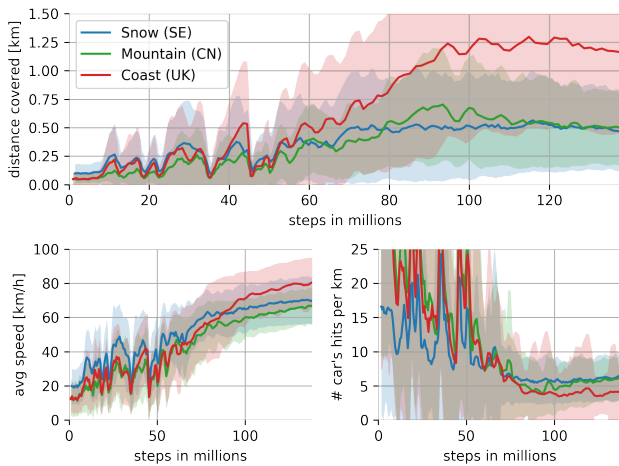 distance covered [km]
1.50
1.25
1.00
0.75
0.50
0.25
0.00
Snow (SE)
Mountain (CN)
Coast (UK)
0 20 40 60 80 100 120
steps in millions
avg speed [km/h]
100
80
60
40
20
0
0 50 100
steps in millions
# car's hits per km
25
20
15
10
5
0
0 50 100
steps in millions